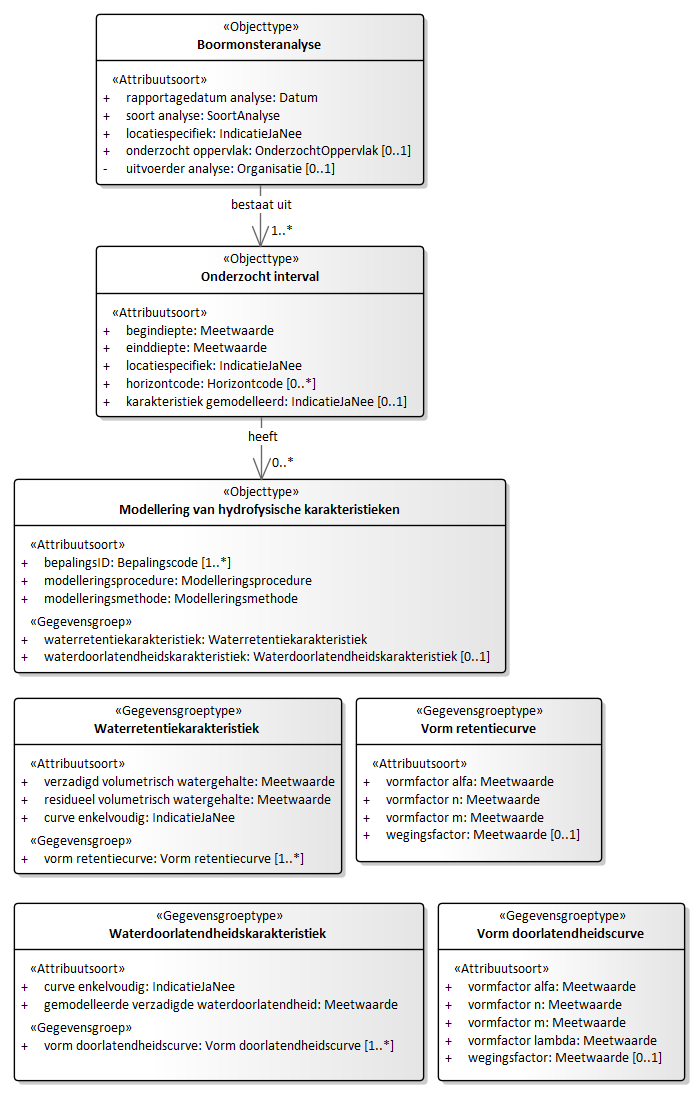 «Objecttype»
Boormonsteranalyse
«Attribuutsoort»
+ rapportagedatum analyse: Datum
+ soort analyse: SoortAnalyse
+ locatiespecifiek: IndicatieJaNee
+ onderzocht oppervlak: OnderzochtOppervlak [0..1]
- uitvoerder analyse: Organisatie [0..1]
bestaat uit
1..*
«Objecttype»
Onderzocht interval
«Attribuutsoort»
+ begindiepte: Meetwaarde
+ einddiepte: Meetwaarde
+ locatiespecifiek: IndicatieJaNee
+ horizontcode: Horizontcode [0..*]
+ karakteristiek gemodelleerd: IndicatieJaNee [0..1]
heeft
0..*
«Objecttype»
Modellering van hydrofysische karakteristieken
«Attribuutsoort»
+ bepalingsID: Bepalingscode [1..*]
+ modelleringsprocedure: Modelleringsprocedure
+ modelleringsmethode: Modelleringsmethode
«Gegevensgroep»
+ waterretentiekarakteristiek: Waterretentiekarakteristiek
+ waterdoorlatendheidskarakteristiek: Waterdoorlatendheidskarakteristiek [0..1]
«Gegevensgroeptype»
Waterretentiekarakteristiek
«Attribuutsoort»
+ verzadigd volumetrisch watergehalte: Meetwaarde
+ residueel volumetrisch watergehalte: Meetwaarde
+ curve enkelvoudig: IndicatieJaNee
«Gegevensgroep»
+ vorm retentiecurve: Vorm retentiecurve [1..*]
«Gegevensgroeptype»
Vorm retentiecurve
«Attribuutsoort»
+ vormfactor alfa: Meetwaarde
+ vormfactor n: Meetwaarde
+ vormfactor m: Meetwaarde
+ wegingsfactor: Meetwaarde [0..1]
«Gegevensgroeptype»
Waterdoorlatendheidskarakteristiek
«Attribuutsoort»
+ curve enkelvoudig: IndicatieJaNee
+ gemodelleerde verzadigde waterdoorlatendheid: Meetwaarde
«Gegevensgroep»
+ vorm doorlatendheidscurve: Vorm doorlatendheidscurve [1..*]
«Gegevensgroeptype»
Vorm doorlatendheidscurve
«Attribuutsoort»
+ vormfactor alfa: Meetwaarde
+ vormfactor n: Meetwaarde
+ vormfactor m: Meetwaarde
+ vormfactor lambda: Meetwaarde
+ wegingsfactor: Meetwaarde [0..1]